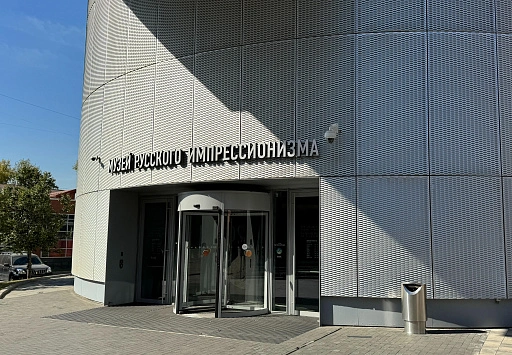 МУЗЕЙ РУССКОГО ИМПРЕССИОНИЗМА